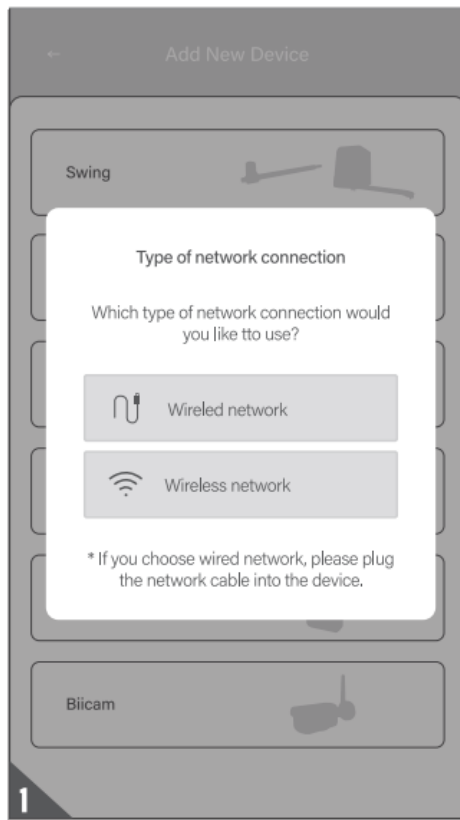 ← Add New Device
Swing
Type of network connection
Which type of network connection would
you like tto use?
Wireled network
Wireless network
* If you choose wired network, please plug
the network cable into the device.
Biicam
1